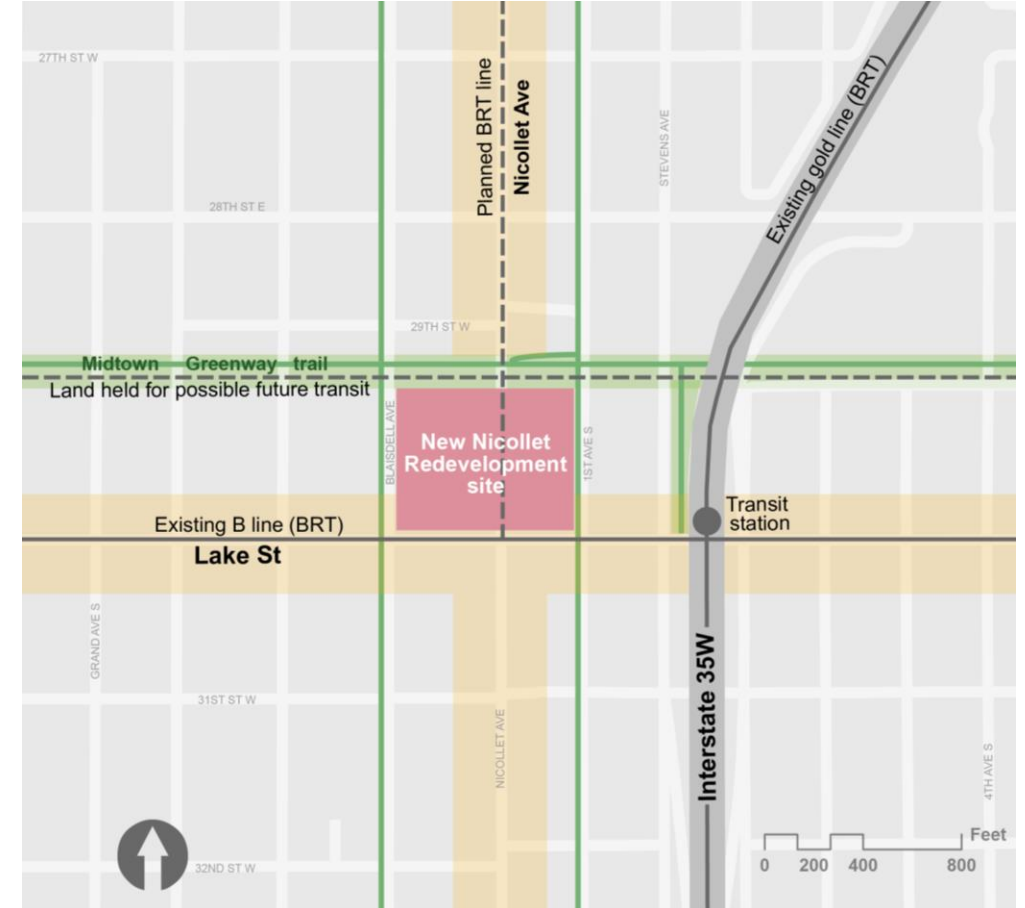 27TH ST W
Planned BRT line
Nicollet Ave
STEVENS AVE
Existing gold line (BRT)
28TH ST E
29TH ST W
Midtown Greenway trail
Land held for possible future transit
BLAISDELL AVE
New Nicollet
Redevelopment
site
1ST AVE S
Existing B line (BRT)
Lake St
Transit
station
GRAND AVE S
31ST ST W
NICOLLET AVE
Interstate 35W
4TH AVE S
32ND ST W
Feet
0 200 400 800